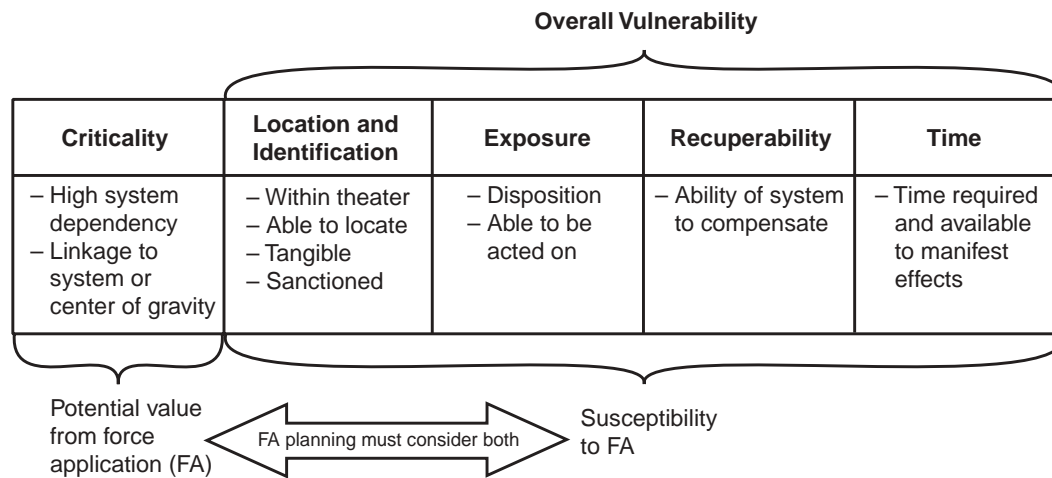 Overall Vulnerability
Criticality
– High system
dependency
– Linkage to
system or
center of gravity
Location and
Identification
– Within theater
– Able to locate
– Tangible
– Sanctioned
Exposure
– Disposition
– Able to be
acted on
Recuperability
– Ability of system
to compensate
Time
– Time required
and available
to manifest
effects
Potential value
from force
application (FA)
FA planning must consider both
Susceptibility
to FA